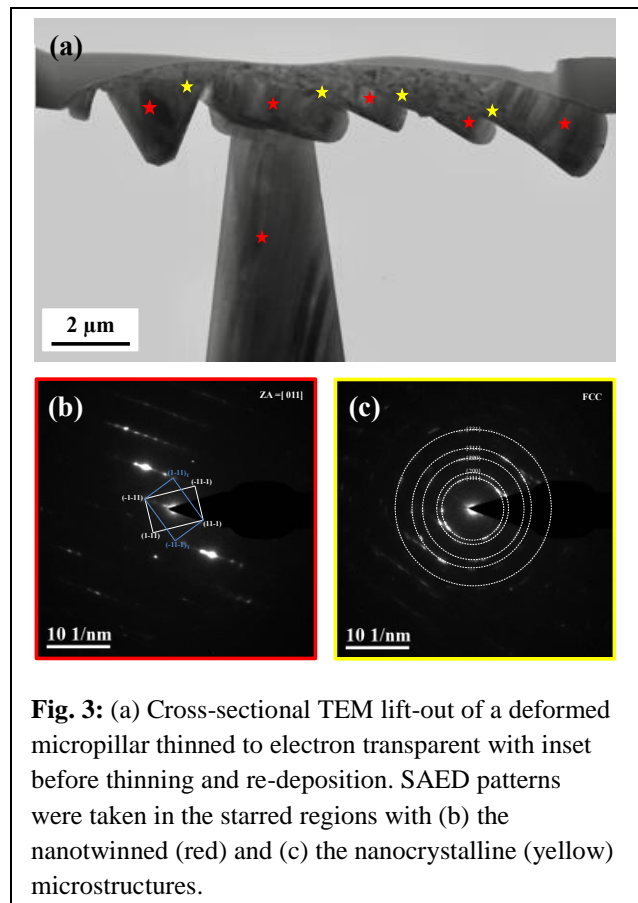 (a)
2 μm
(b)
ZA =[ 011]
(1-11)T
(-11-1)
(-1-11)
(11-1)
(1-11)
(-11-1)T
10 1/nm
(c)
FCC
{311}
{200}
{111}
10 1/nm
Fig. 3: (a) Cross-sectional TEM lift-out of a deformed
micropillar thinned to electron transparent with inset
before thinning and re-deposition. SAED patterns
were taken in the starred regions with (b) the
nanotwinned (red) and (c) the nanocrystalline (yellow)
microstructures.